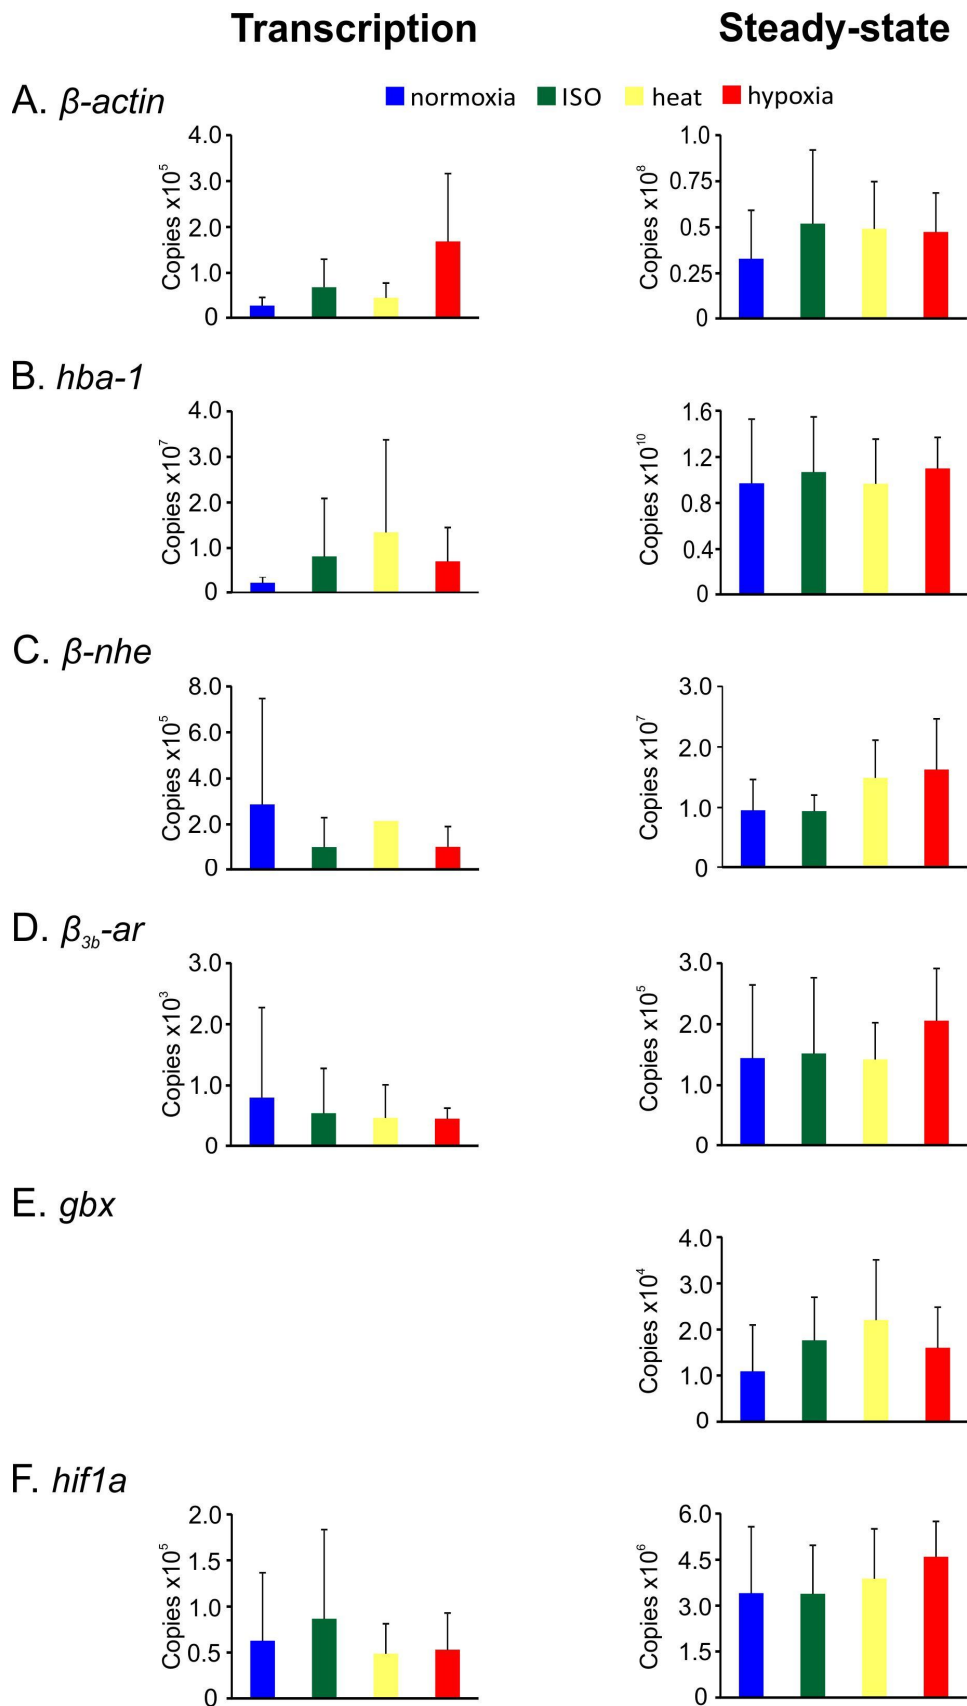 Transcription Steady-state
A. β-actin
normoxia ISO heat hypoxia
Copies x10⁵
4.0
3.0
2.0
1.0
0
Copies x10⁸
1.0
0.75
0.5
0.25
0
B. hba-1
Copies x10⁷
4.0
3.0
2.0
1.0
0
Copies x10¹⁰
1.6
1.2
0.8
0.4
0
C. β-nhe
Copies x10⁵
8.0
6.0
4.0
2.0
0
Copies x10⁷
3.0
2.0
1.0
0
D. β3b-ar
Copies x10³
3.0
2.0
1.0
0
Copies x10⁵
3.0
2.0
1.0
0
E. gbx
Copies x10⁴
4.0
3.0
2.0
1.0
0
F. hif1a
Copies x10⁵
2.0
1.5
1.0
0.5
0
Copies x10⁶
6.0
4.5
3.0
1.5
0